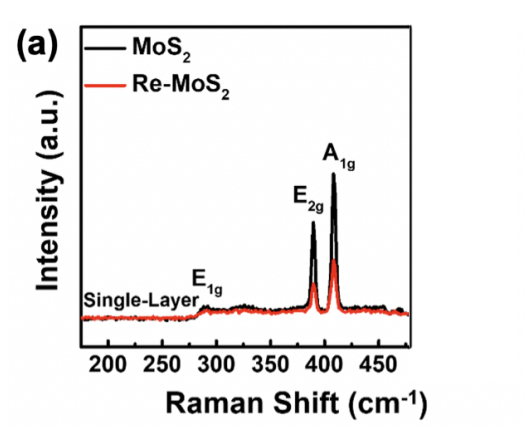 (a)
MoS₂
Re-MoS₂
A₁g
E₂g
E₁g
Single-Layer
Intensity (a.u.)
200 250 300 350 400 450
Raman Shift (cm⁻¹)